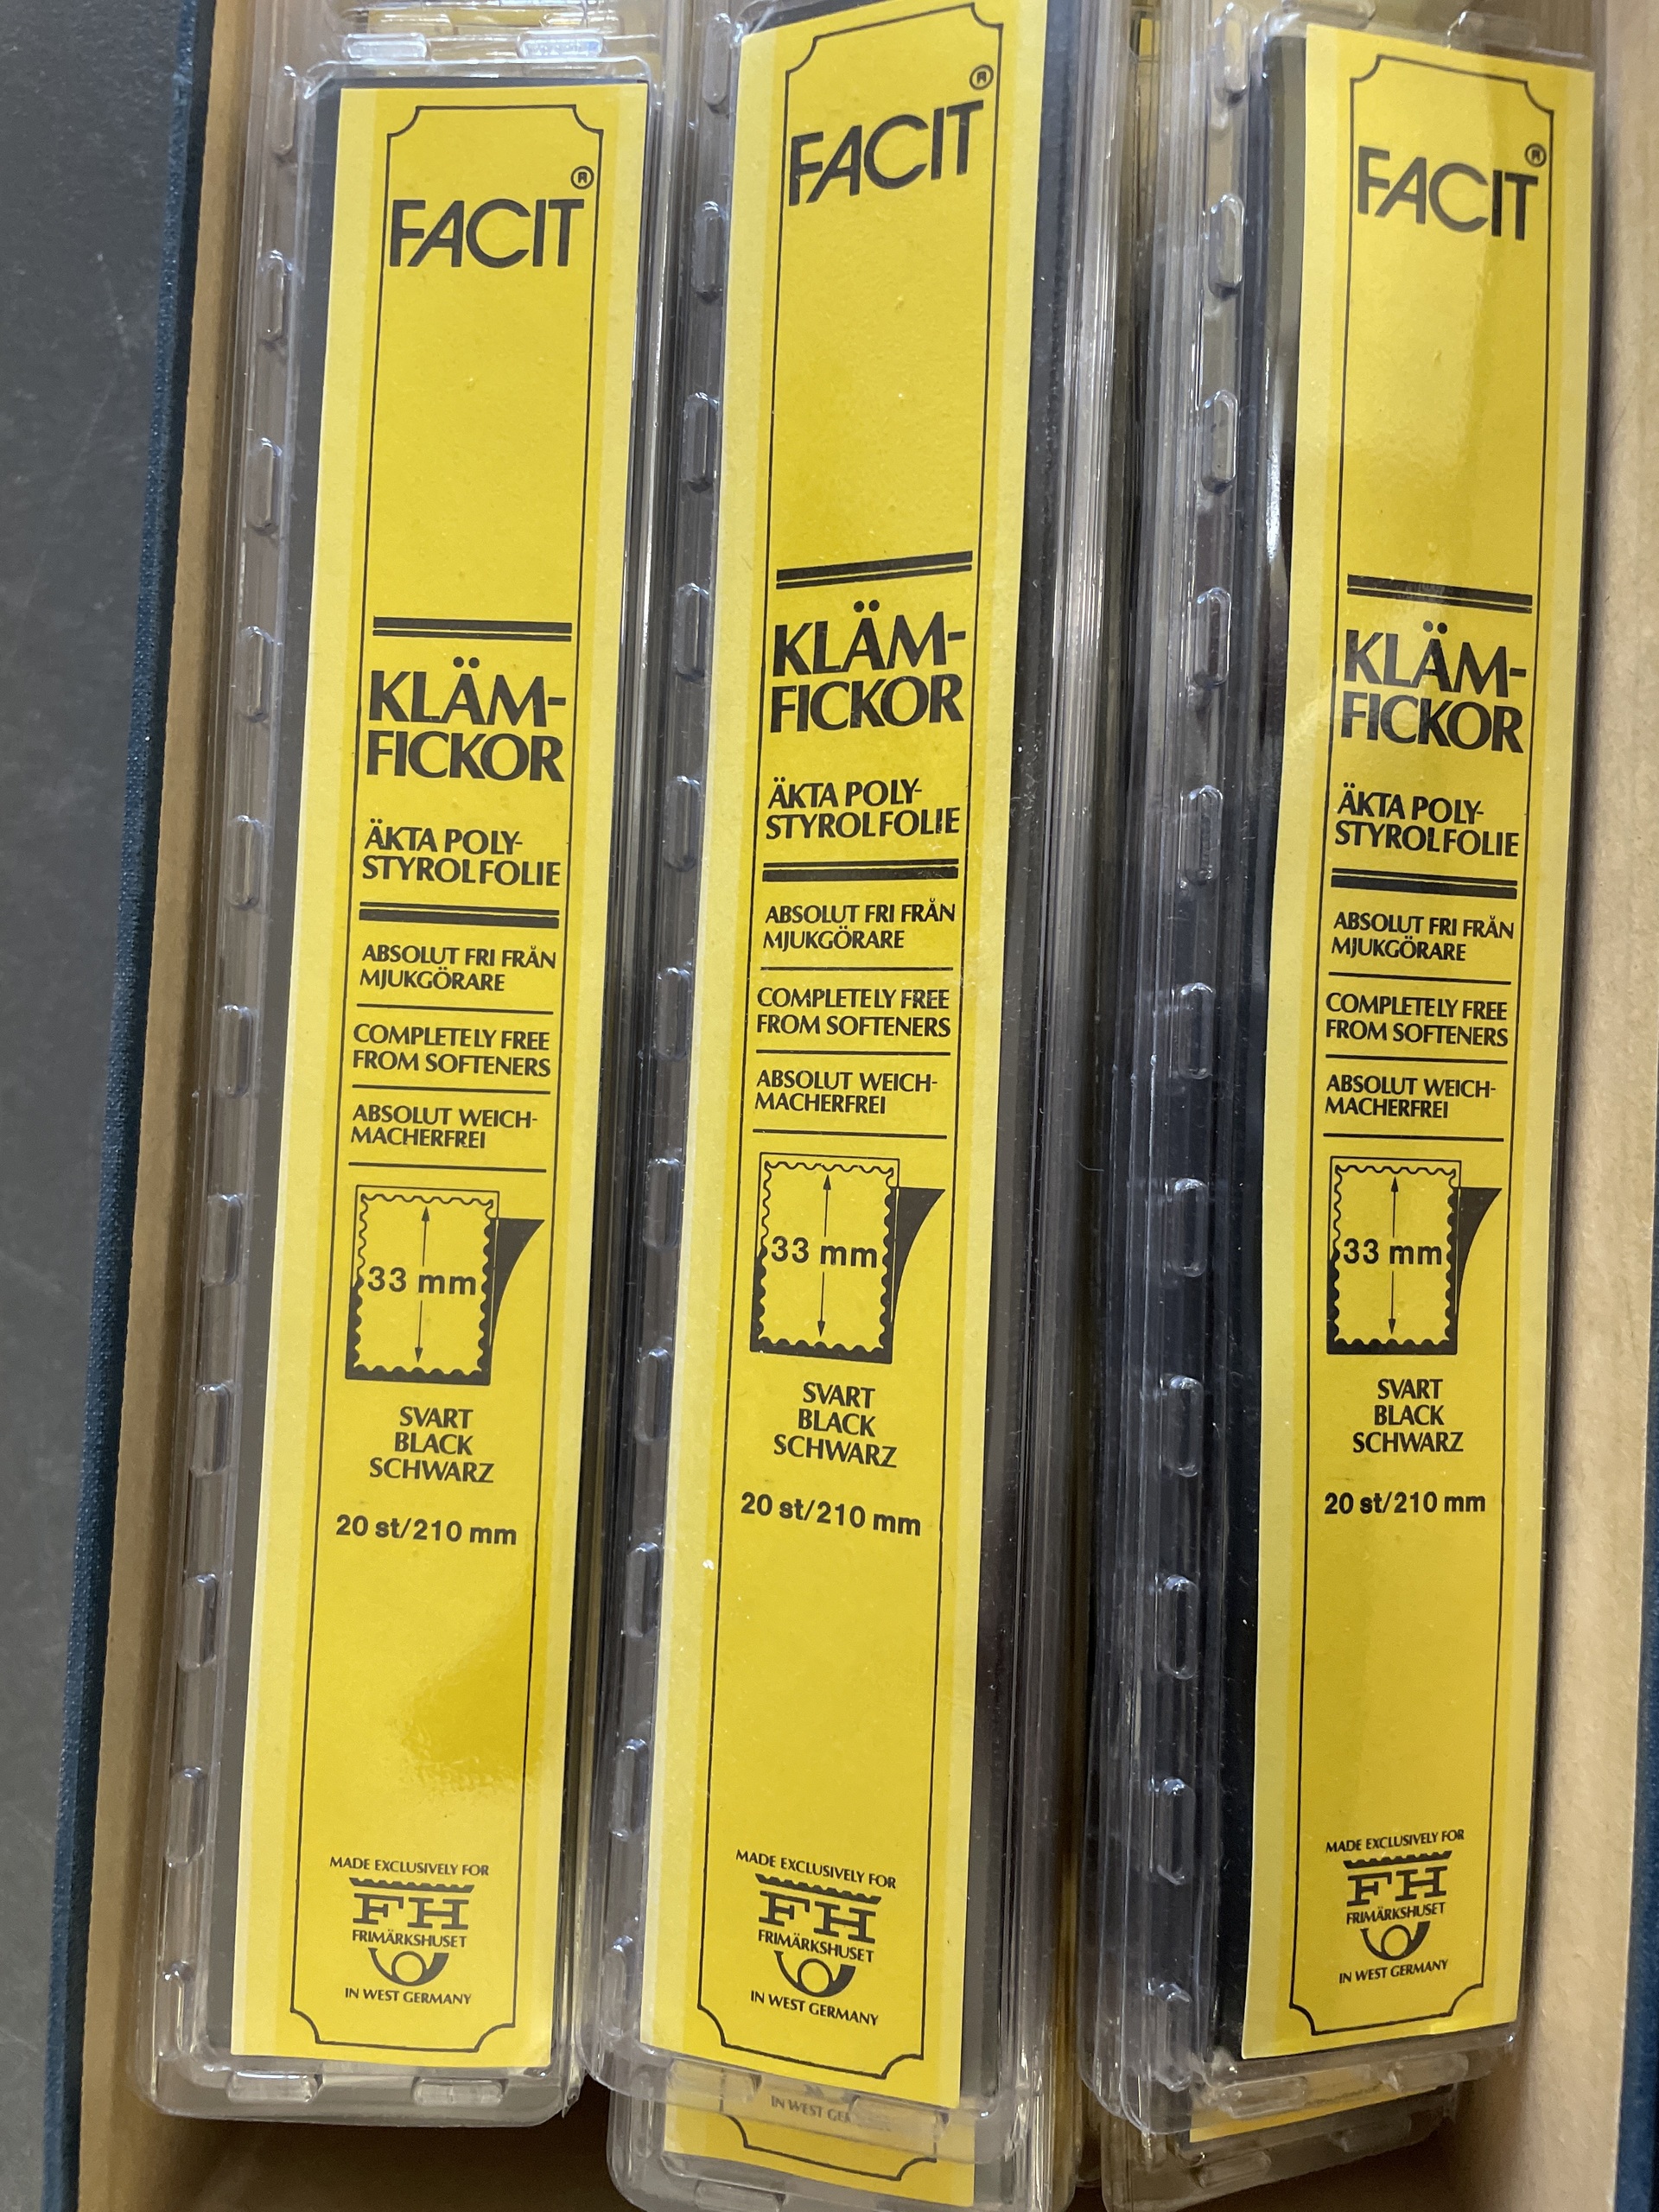 FACIT®
KLÄM-
FICKOR
ÄKTA POLY-
STYROLFOLIE
ABSOLUT FRI FRÅN
MJUKGÖRARE
COMPLETELY FREE
FROM SOFTENERS
ABSOLUT WEICH-
MACHERFREI
33 mm
SVART
BLACK
SCHWARZ
20 st/210 mm
MADE EXCLUSIVELY FOR
FH
FRIMÄRKSHUSET
IN WEST GERMANY
FACIT®
KLÄM-
FICKOR
ÄKTA POLY-
STYROLFOLIE
ABSOLUT FRI FRÅN
MJUKGÖRARE
COMPLETELY FREE
FROM SOFTENERS
ABSOLUT WEICH-
MACHERFREI
33 mm
SVART
BLACK
SCHWARZ
20 st/210 mm
MADE EXCLUSIVELY FOR
FH
FRIMÄRKSHUSET
IN WEST GERMANY
IN WEST
FACIT®
KLÄM-
FICKOR
ÄKTA POLY-
STYROLFOLIE
ABSOLUT FRI FRÅN
MJUKGÖRARE
COMPLETELY FREE
FROM SOFTENERS
ABSOLUT WEICH-
MACHERFREI
33 mm
SVART
BLACK
SCHWARZ
20 st/210 mm
MADE EXCLUSIVELY FOR
FH
FRIMÄRKSHUSET
IN WEST GERMANY